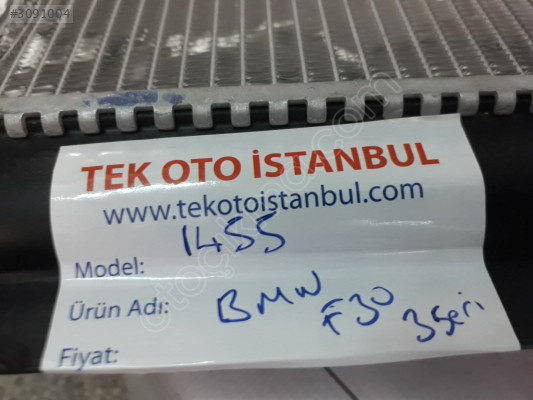 #3091004
TEK OTO İSTANBUL
www.tekotoistanbul.com
1455
Model:
Ürün Adı: BMW F30 3 Seri
Fiyat: